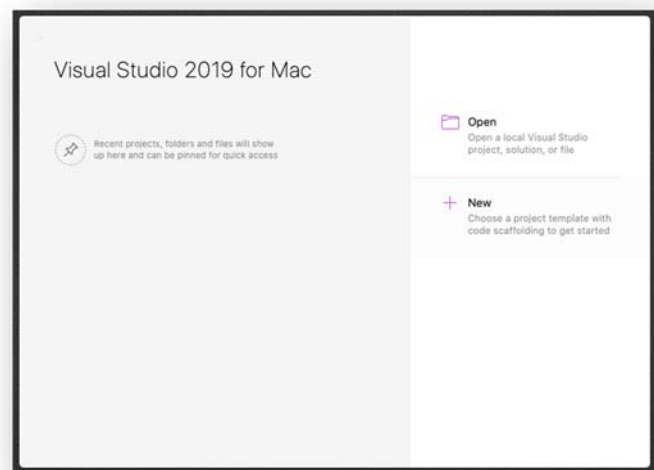 Visual Studio 2019 for Mac
Recent projects, folders and files will show
up here and can be pinned for quick access
Open
Open a local Visual Studio
project, solution, or file
New
Choose a project template with
code scaffolding to get started